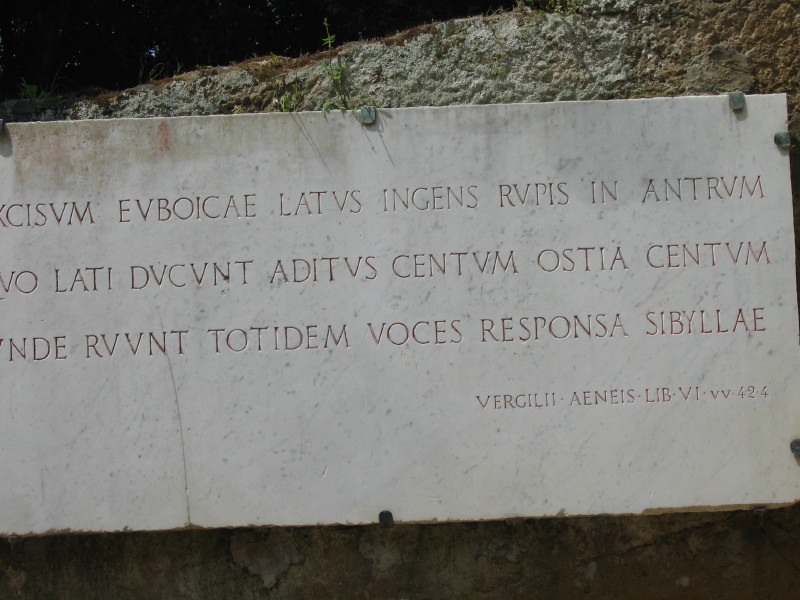 XCISVM EVBOICAE LATVS INGENS RVPIS IN ANTRVM
QVO LATI DVCVNT ADITVS CENTVM OSTIA CENTVM
VNDE RVVNT TOTIDEM VOCES RESPONSA SIBYLLAE
VERGILII · AENEIS · LIB · VI · vv · 42-4